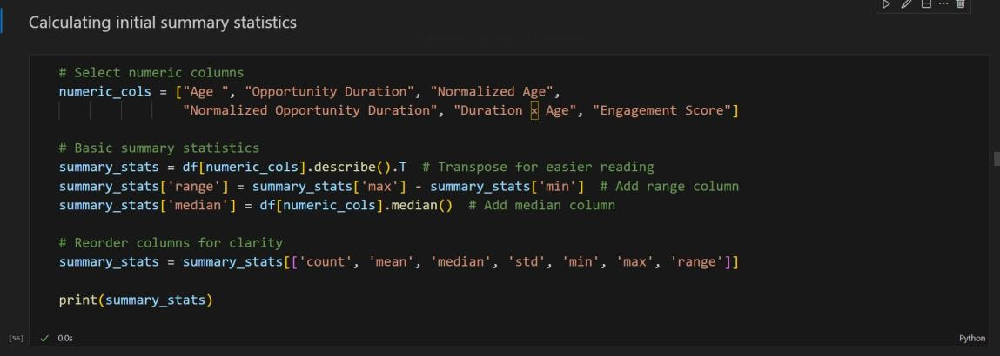 Calculating initial summary statistics
# Select numeric columns
numeric_cols = ["Age ", "Opportunity Duration", "Normalized Age",
"Normalized Opportunity Duration", "Duration × Age", "Engagement Score"]
# Basic summary statistics
summary_stats = df[numeric_cols].describe().T  # Transpose for easier reading
summary_stats['range'] = summary_stats['max'] - summary_stats['min']  # Add range column
summary_stats['median'] = df[numeric_cols].median()  # Add median column
# Reorder columns for clarity
summary_stats = summary_stats[['count', 'mean', 'median', 'std', 'min', 'max', 'range']]
print(summary_stats)
[56] 0.0s Python